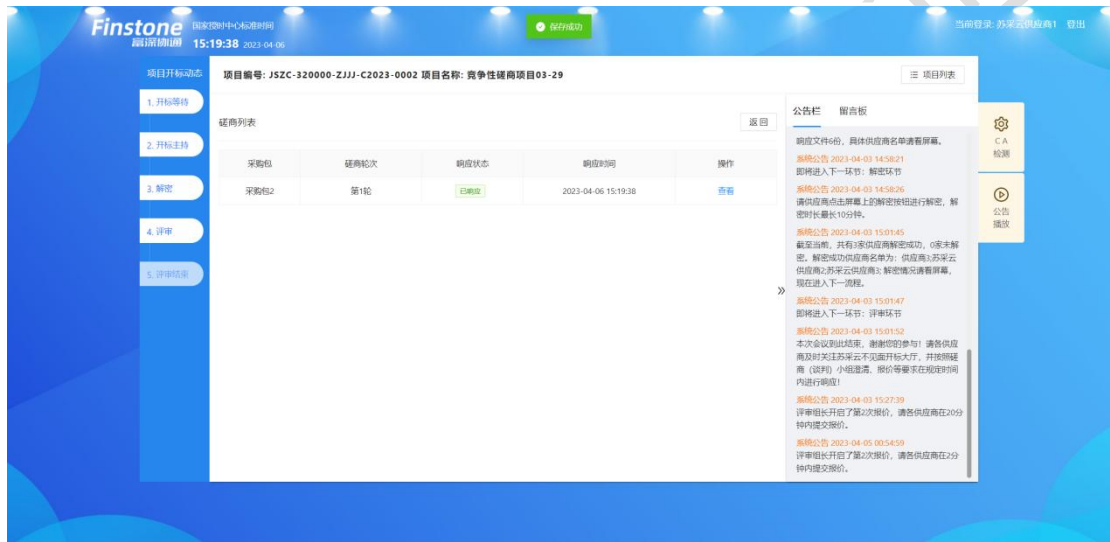 Finstone
富深协通
国家授时中心标准时间
15:19:38 2023-04-06
保存成功
当前登录: 苏采云供应商1 登出
项目开标动态
1. 开标等待
2. 开标主持
3. 解密
4. 评审
5. 评审结束
项目编号: JSZC-320000-ZJJJ-C2023-0002 项目名称: 竞争性磋商项目03-29
项目列表
磋商列表
返回
采购包 磋商轮次 响应状态 响应时间 操作
采购包2 第1轮 已响应 2023-04-06 15:19:38 查看
公告栏 留言板
响应文件6份，具体供应商名单请看屏幕。
系统公告 2023-04-03 14:58:21
即将进入下一环节：解密环节
系统公告 2023-04-03 14:58:26
请供应商点击屏幕上的解密按钮进行解密，解
密时长最长10分钟。
系统公告 2023-04-03 15:01:45
截至当前，共有3家供应商解密成功，0家未解
密。解密成功供应商名单为：供应商3;苏采云
供应商2;苏采云供应商3; 解密情况请看屏幕，
现在进入下一流程。
系统公告 2023-04-03 15:01:47
即将进入下一环节：评审环节
系统公告 2023-04-03 15:01:52
本次会议到此结束，谢谢您的参与！请各供应
商及时关注苏采云不见面开标大厅，并按照磋
商（谈判）小组澄清、报价等要求在规定时间
内进行响应！
系统公告 2023-04-03 15:27:39
评审组长开启了第2次报价，请各供应商在20分
钟内提交报价。
系统公告 2023-04-05 00:54:59
评审组长开启了第2次报价，请各供应商在2分
钟内提交报价。
CA
检测
公告
播放